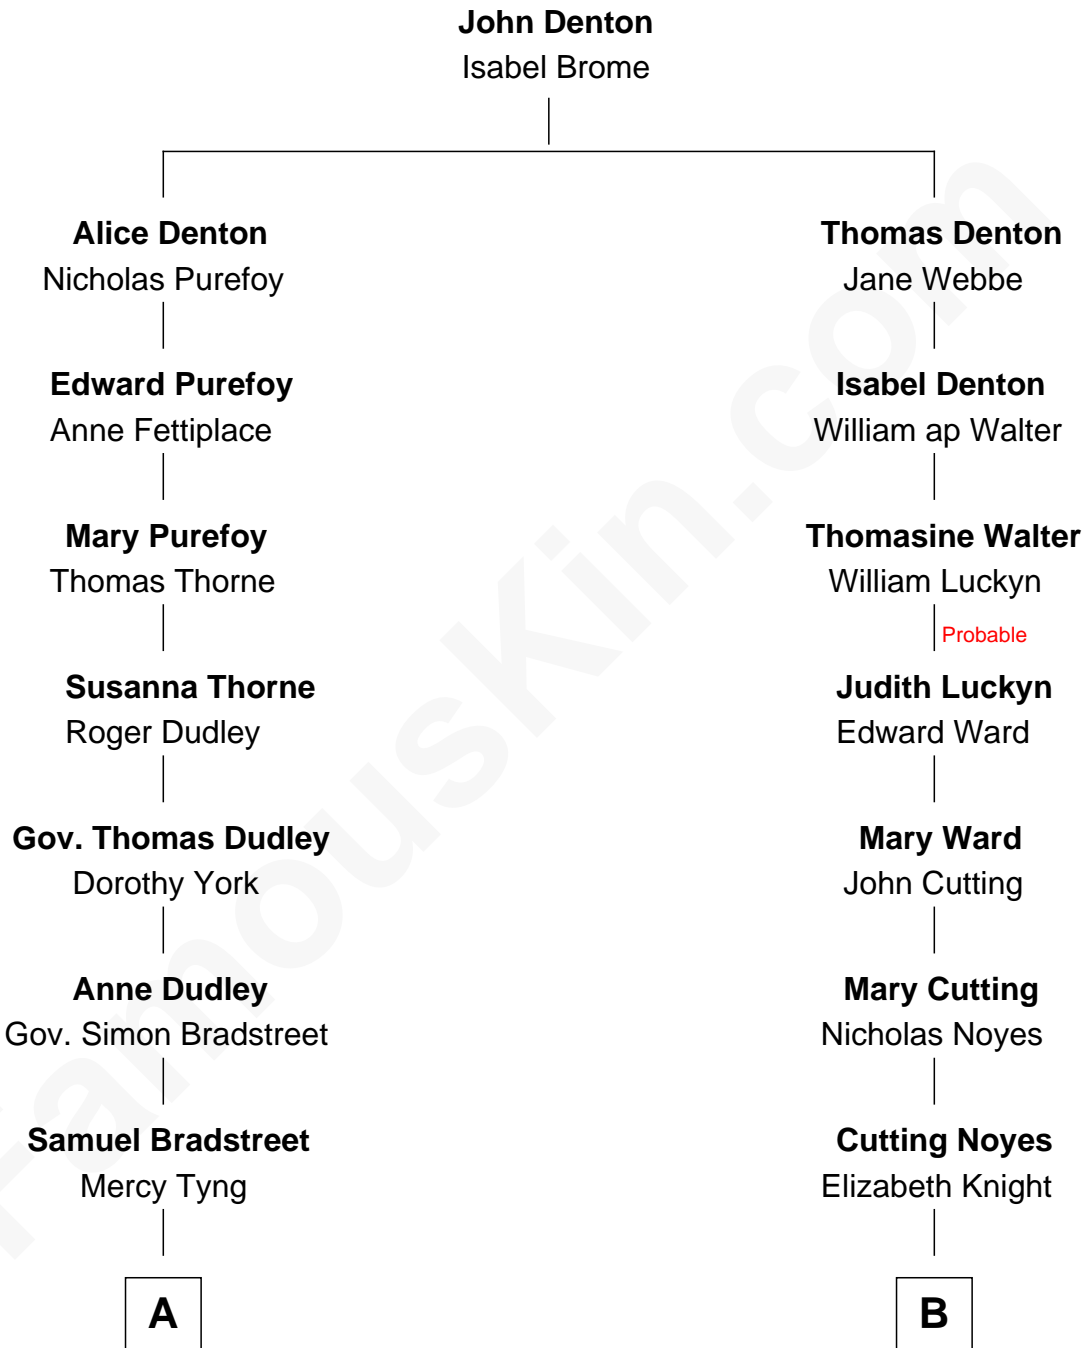 John Denton
Isabel Brome
Alice Denton
Nicholas Purefoy
Edward Purefoy
Anne Fettiplace
Mary Purefoy
Thomas Thorne
Susanna Thorne
Roger Dudley
Gov. Thomas Dudley
Dorothy York
Anne Dudley
Gov. Simon Bradstreet
Samuel Bradstreet
Mercy Tyng
A
Thomas Denton
Jane Webbe
Isabel Denton
William ap Walter
Thomasine Walter
William Luckyn
Probable
Judith Luckyn
Edward Ward
Mary Ward
John Cutting
Mary Cutting
Nicholas Noyes
Cutting Noyes
Elizabeth Knight
B
FamousKin.com